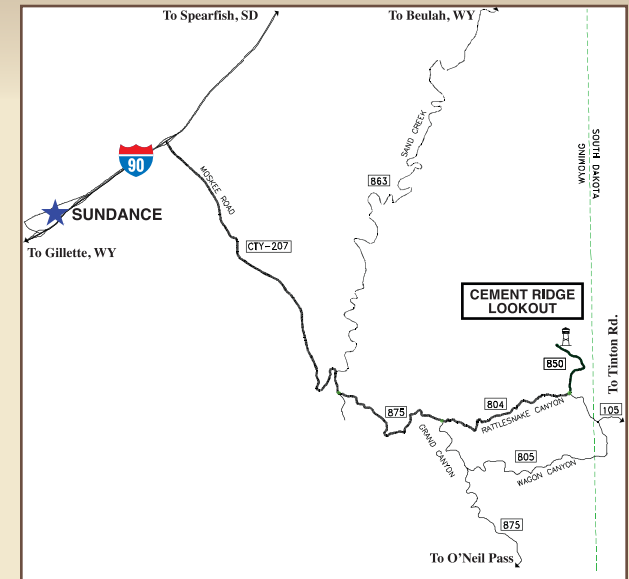 To Spearfish, SD
To Beulah, WY
SAND CREEK
WYOMING
SOUTH DAKOTA
90
MOSKEE ROAD
863
SUNDANCE
CTY-207
To Gillette, WY
CEMENT RIDGE
LOOKOUT
To Tinton Rd.
850
804
875
RATTLESNAKE CANYON
105
GRAND CANYON
805
WAGON CANYON
875
To O'Neil Pass